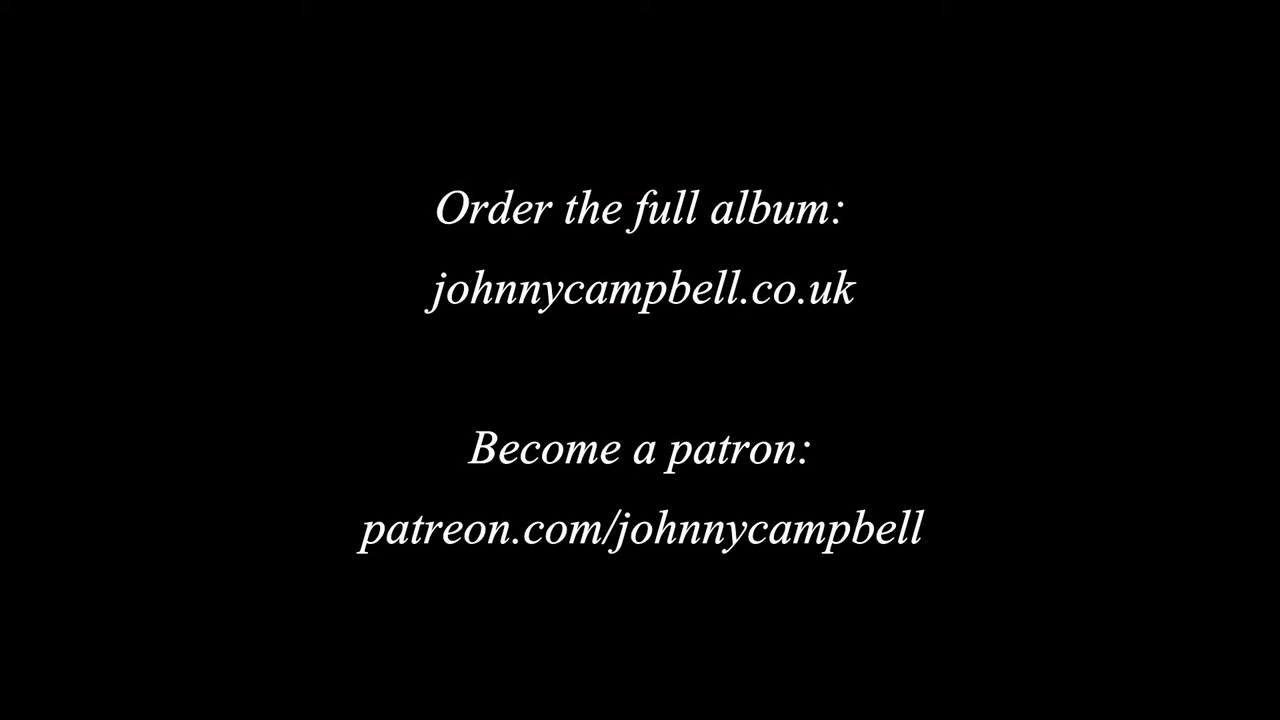 Order the full album:
johnnycampbell.co.uk
Become a patron:
patreon.com/johnnycampbell